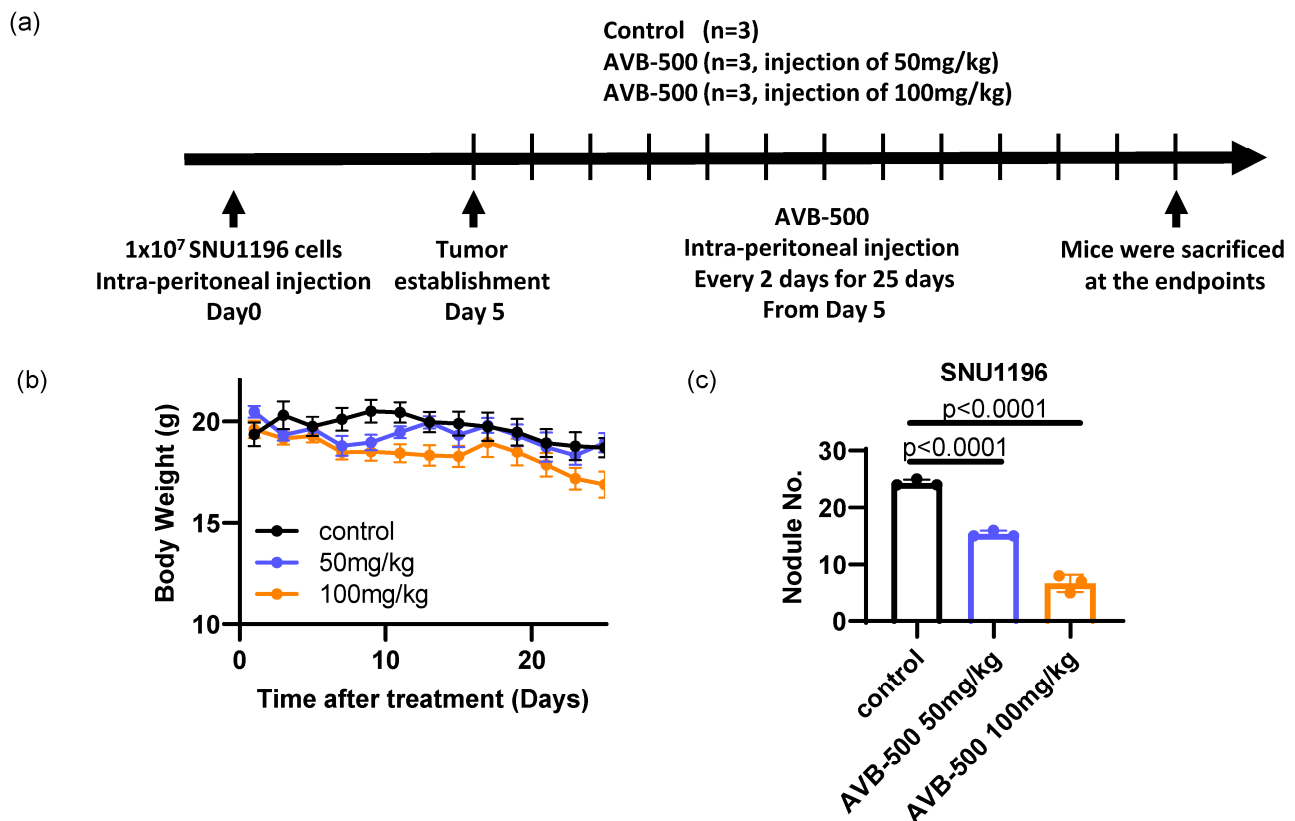 (a)
Control (n=3)
AVB-500 (n=3, injection of 50mg/kg)
AVB-500 (n=3, injection of 100mg/kg)
1x10⁷ SNU1196 cells
Intra-peritoneal injection
Day0
Tumor
establishment
Day 5
AVB-500
Intra-peritoneal injection
Every 2 days for 25 days
From Day 5
Mice were sacrificed
at the endpoints
(b)
Body Weight (g)
20
15
10
control
50mg/kg
100mg/kg
0
10
20
Time after treatment (Days)
(c)
SNU1196
p<0.0001
p<0.0001
Nodule No.
30
20
10
0
control
AVB-500 50mg/kg
AVB-500 100mg/kg